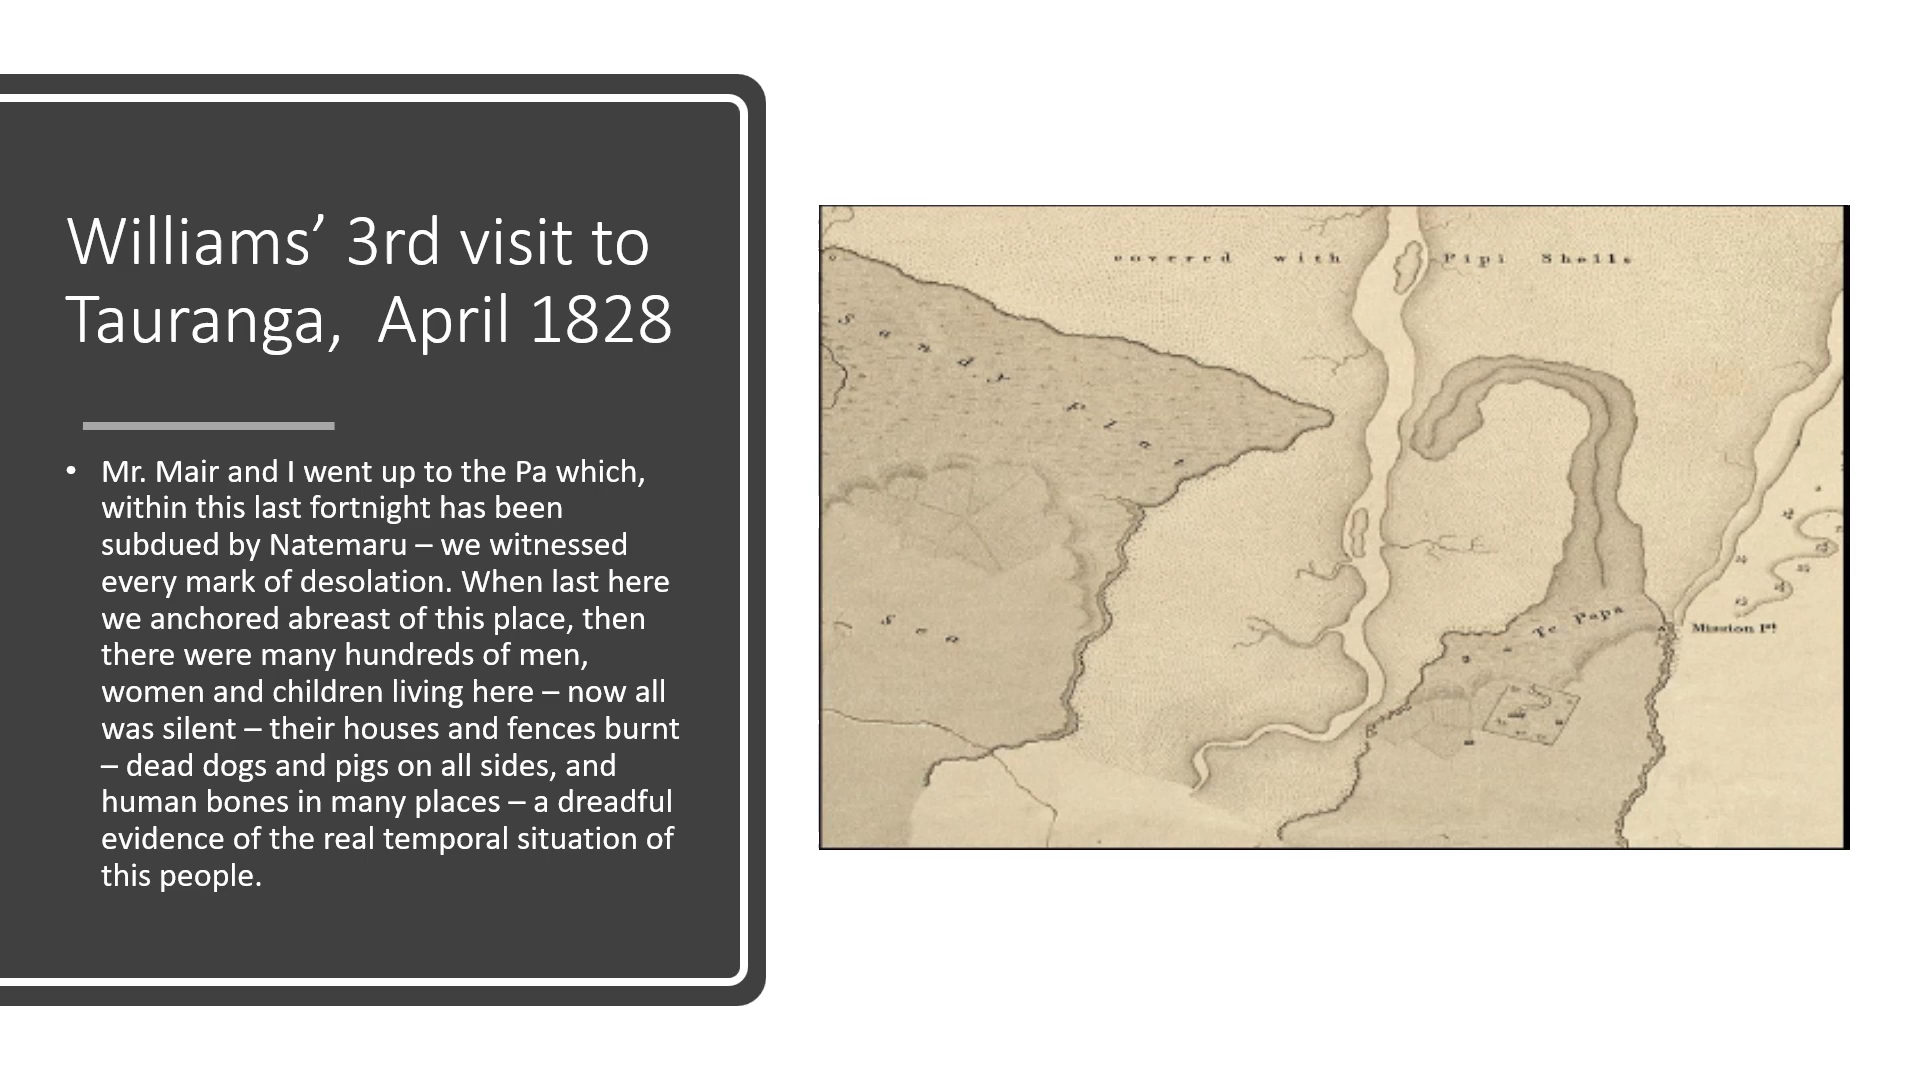 Williams’ 3rd visit to
Tauranga,  April 1828
• Mr. Mair and I went up to the Pa which,
within this last fortnight has been
subdued by Natemaru – we witnessed
every mark of desolation. When last here
we anchored abreast of this place, then
there were many hundreds of men,
women and children living here – now all
was silent – their houses and fences burnt
– dead dogs and pigs on all sides, and
human bones in many places – a dreadful
evidence of the real temporal situation of
this people.
covered with Pipi Shells
Sandy Flat
Te Papa
Mission Pt